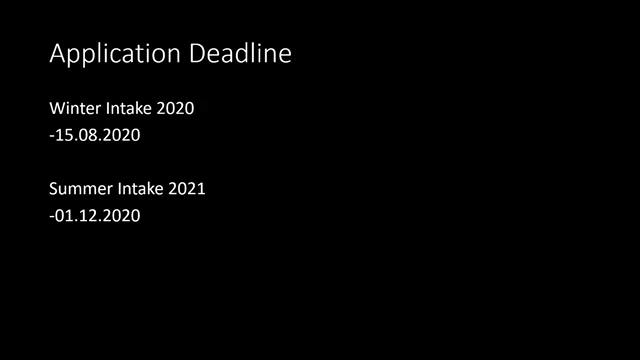 Application Deadline
Winter Intake 2020
-15.08.2020
Summer Intake 2021
-01.12.2020